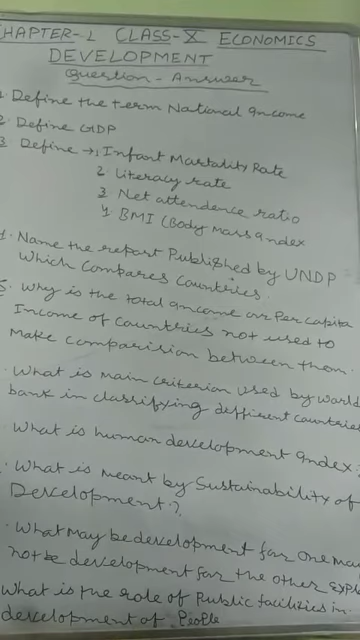 CHAPTER-1 CLASS-X ECONOMICS
DEVELOPMENT
Question - Answer
1. Define the term National Income
2. Define GDP
3. Define → 1. Infant Martality Rate
2. Literacy rate
3. Net attendence ratio
4. BMI (Body Mass Index
4. Name the report Published by UNDP
Which compares countries.
5. Why is the total Income or Per capita
Income of countries not used to
Make comparision between them.
. What is main criterion used by world
bank in classifying different countries
. What is human development Index?
. What is meant by Sustainability of
Development?
. What may be development for one may
not be development for the other
What is the role of Public facilities in
development of People